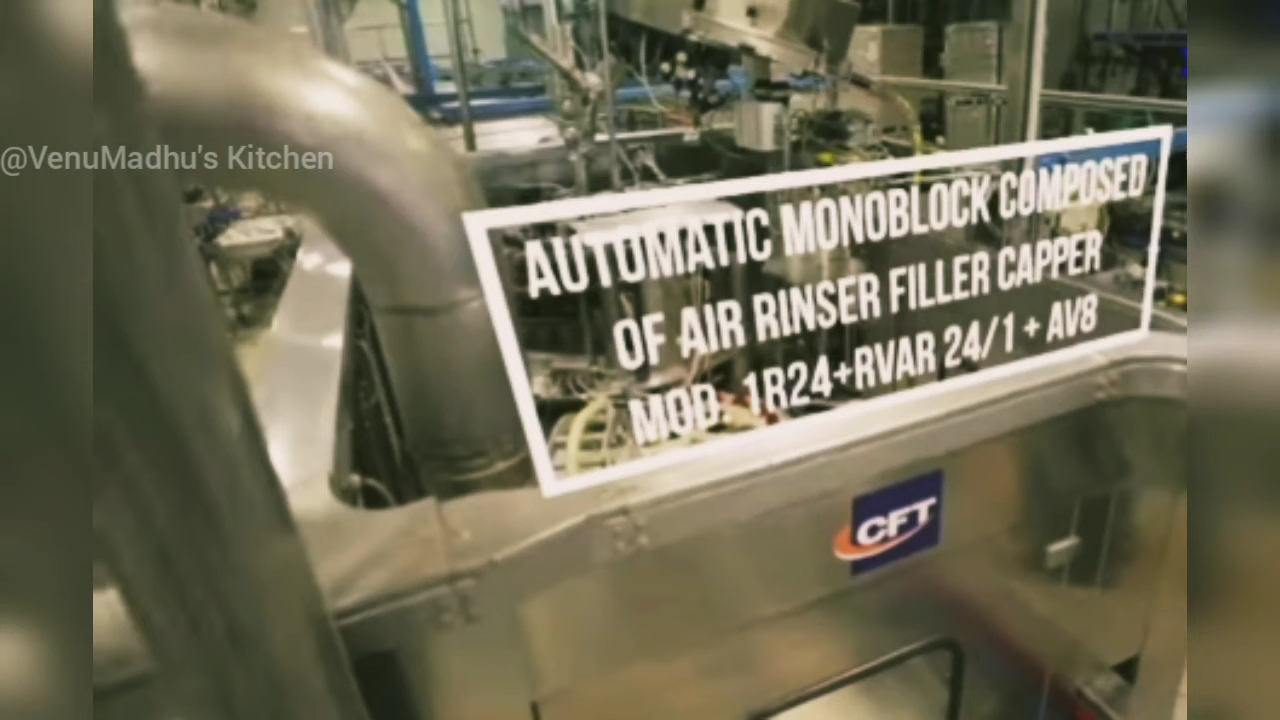 @VenuMadhu's Kitchen
AUTOMATIC MONOBLOCK COMPOSED
OF AIR RINSER FILLER CAPPER
MOD. 1R24+RVAR 24/1 + AV8
CFT